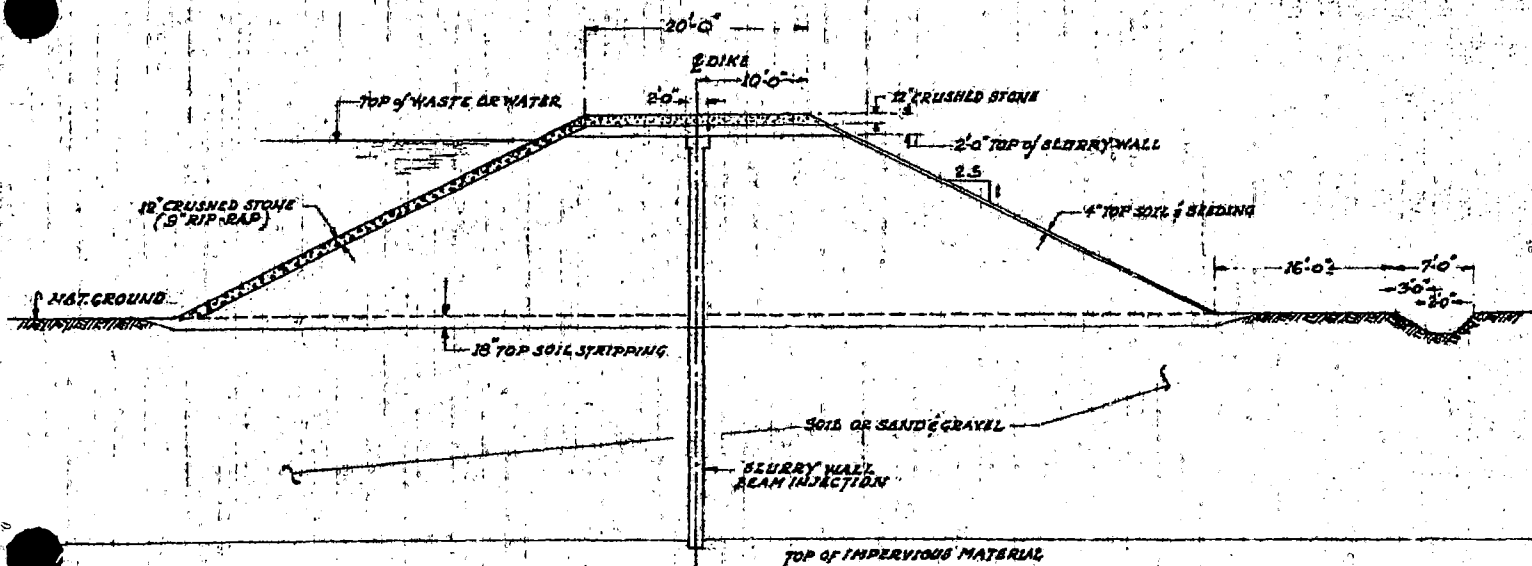 20'-0"
℄ DIKE
10'-0"
2'-0"
TOP of WASTE OR WATER
12" CRUSHED STONE
2'-0" TOP of SLURRY WALL
2.5
1
12" CRUSHED STONE
(9" RIP-RAP)
4" TOP SOIL & SEEDING
16'-0"
7'-0"
3'-0"
2'-0"
NAT. GROUND
18" TOP SOIL STRIPPING
SOIL OR SAND & GRAVEL
SLURRY WALL
BEAM INJECTION
TOP OF IMPERVIOUS MATERIAL